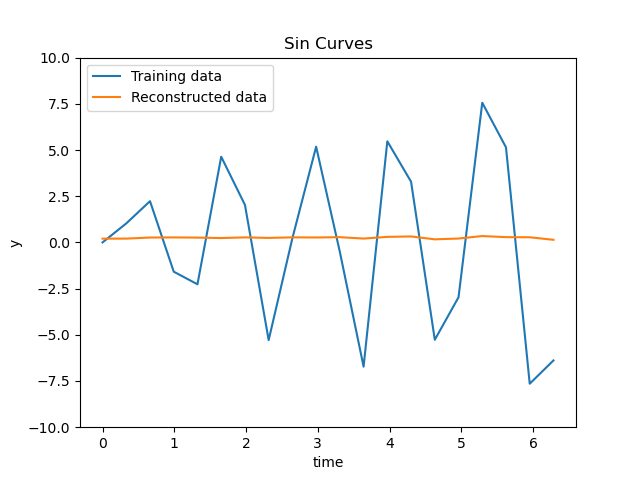 Sin Curves
Training data
Reconstructed data
10.0
7.5
5.0
2.5
0.0
−2.5
−5.0
−7.5
−10.0
y
0 1 2 3 4 5 6
time